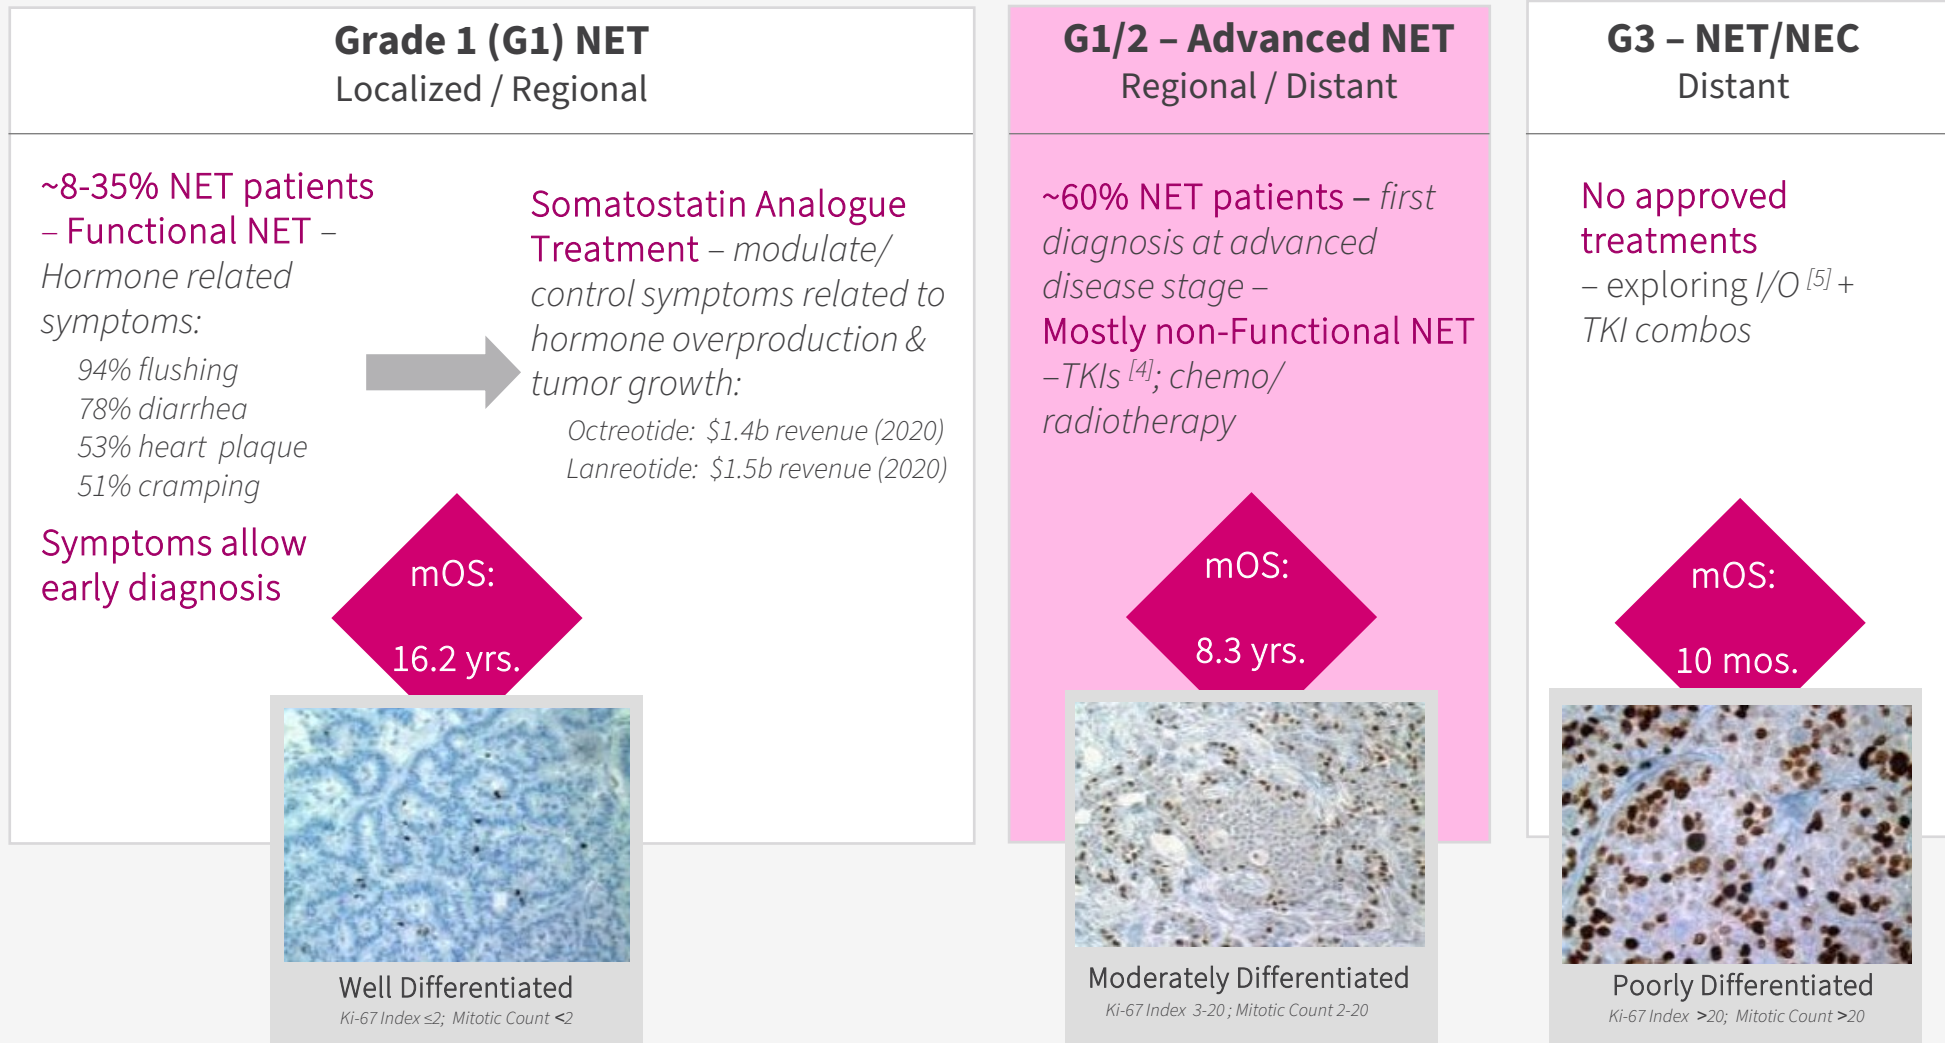 Grade 1 (G1) NET
Localized / Regional
~8-35% NET patients
– Functional NET –
Hormone related
symptoms:
94% flushing
78% diarrhea
53% heart plaque
51% cramping
Symptoms allow
early diagnosis
Somatostatin Analogue
Treatment – modulate/
control symptoms related to
hormone overproduction &
tumor growth:
Octreotide: $1.4b revenue (2020)
Lanreotide: $1.5b revenue (2020)
mOS:
16.2 yrs.
Well Differentiated
Ki-67 Index ≤2; Mitotic Count <2
G1/2 – Advanced NET
Regional / Distant
~60% NET patients – first
diagnosis at advanced
disease stage –
Mostly non-Functional NET
–TKIs [4]; chemo/
radiotherapy
mOS:
8.3 yrs.
Moderately Differentiated
Ki-67 Index 3-20 ; Mitotic Count 2-20
G3 – NET/NEC
Distant
No approved
treatments
– exploring I/O [5] +
TKI combos
mOS:
10 mos.
Poorly Differentiated
Ki-67 Index >20; Mitotic Count >20